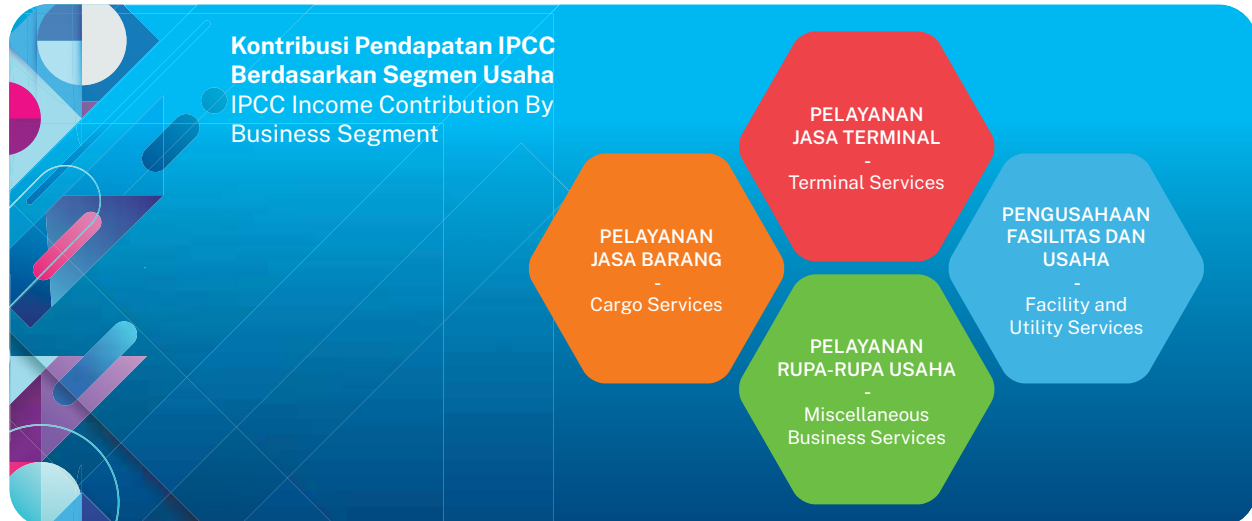 Kontribusi Pendapatan IPCC
Berdasarkan Segmen Usaha
IPCC Income Contribution By
Business Segment
PELAYANAN
JASA TERMINAL
-
Terminal Services
PELAYANAN
JASA BARANG
-
Cargo Services
PENGUSAHAAN
FASILITAS DAN
USAHA
-
Facility and
Utility Services
PELAYANAN
RUPA-RUPA USAHA
-
Miscellaneous
Business Services